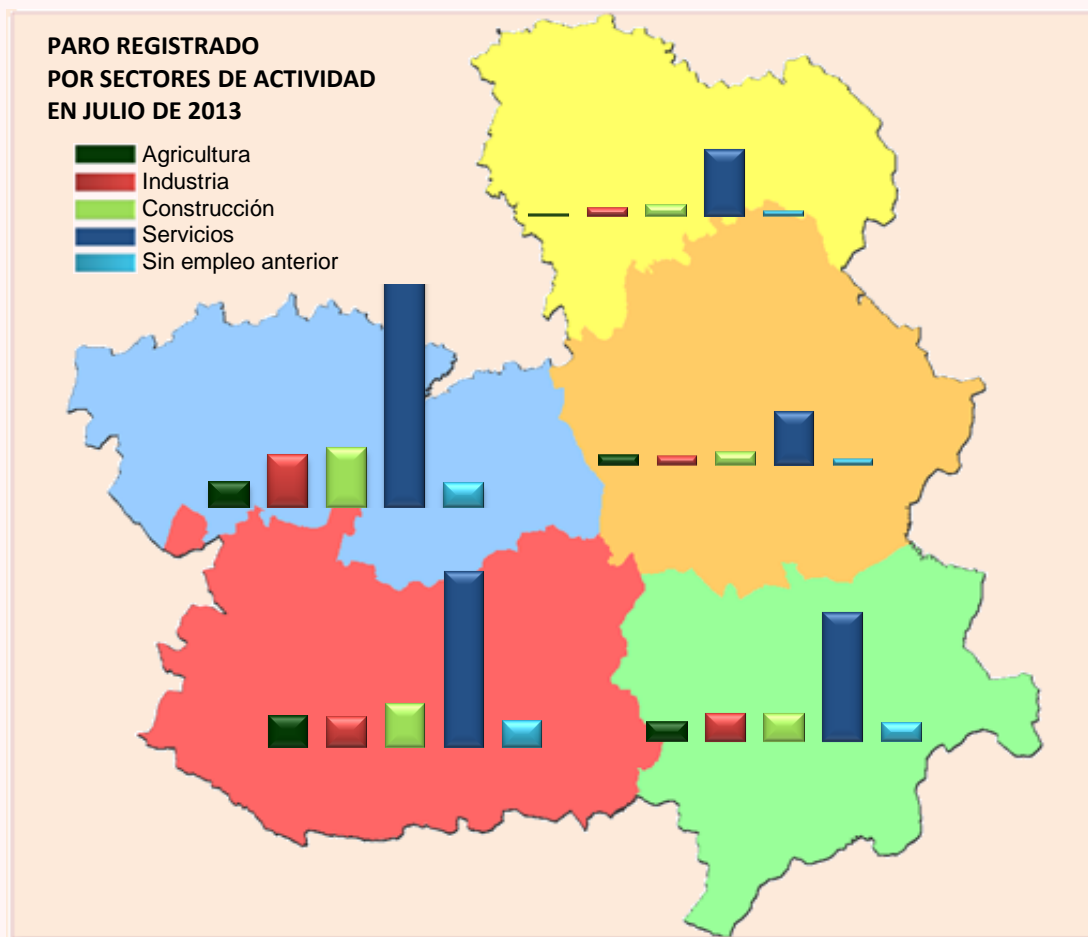 PARO REGISTRADO
POR SECTORES DE ACTIVIDAD
EN JULIO DE 2013
Agricultura
Industria
Construcción
Servicios
Sin empleo anterior